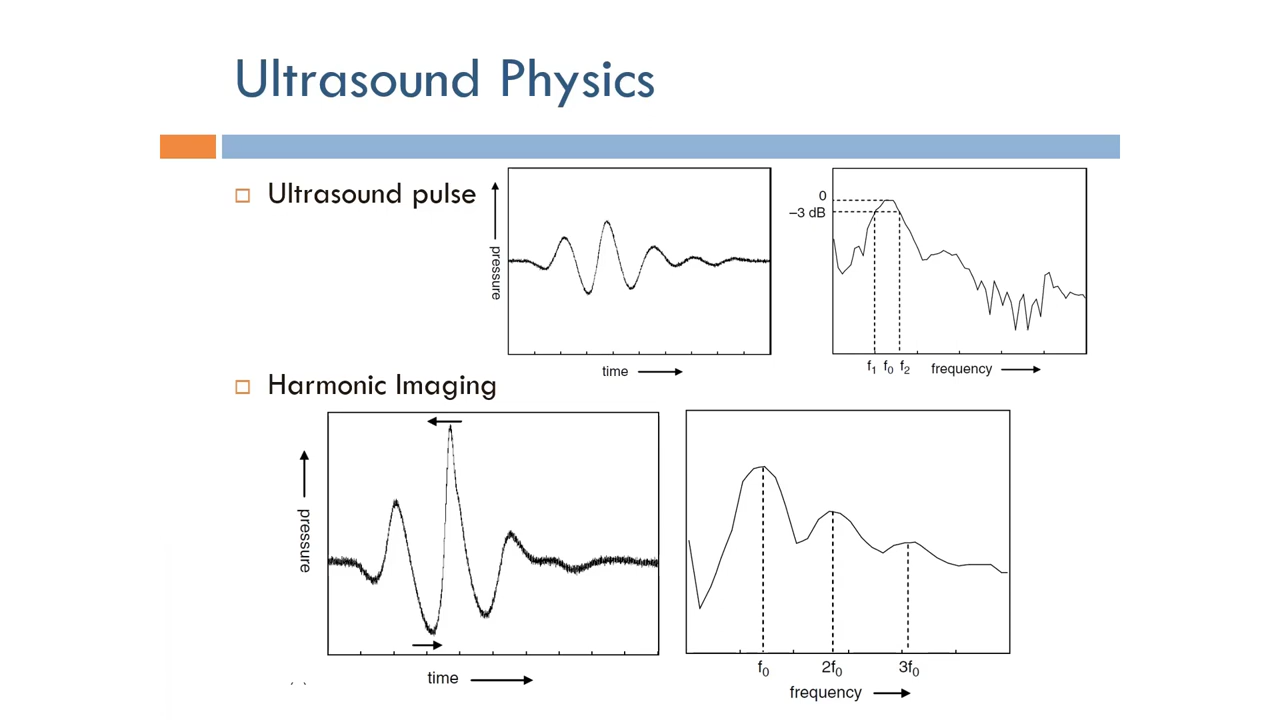 Ultrasound Physics
Ultrasound pulse
pressure
time
0
–3 dB
f₁ f₀ f₂ frequency
Harmonic Imaging
pressure
time
f₀ 2f₀ 3f₀
frequency